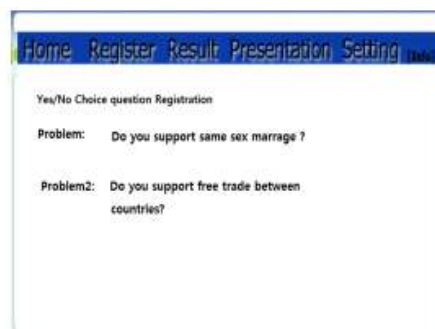 Home Register Result Presentation Setting
Yes/No Choice question Registration
Problem: Do you support same sex marrage ?
Problem2: Do you support free trade between
countries?